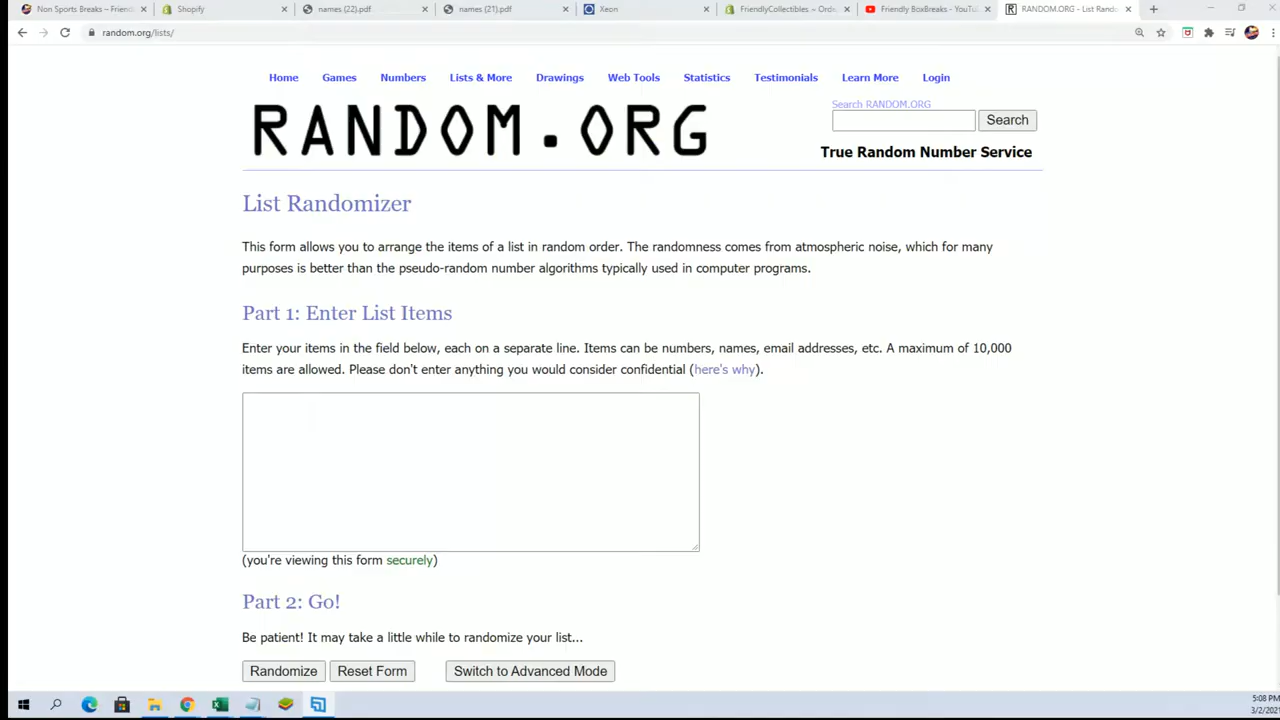 Non Sports Breaks – Friend
Shopify
names (22).pdf
names (21).pdf
Xeon
FriendlyCollectibles ~ Orde
Friendly BoxBreaks - YouTu
RANDOM.ORG - List Rando
random.org/lists/
Home Games Numbers Lists & More Drawings Web Tools Statistics Testimonials Learn More Login
RANDOM.ORG
Search RANDOM.ORG
Search
True Random Number Service
List Randomizer
This form allows you to arrange the items of a list in random order. The randomness comes from atmospheric noise, which for many
purposes is better than the pseudo-random number algorithms typically used in computer programs.
Part 1: Enter List Items
Enter your items in the field below, each on a separate line. Items can be numbers, names, email addresses, etc. A maximum of 10,000
items are allowed. Please don't enter anything you would consider confidential (here's why).
(you're viewing this form securely)
Part 2: Go!
Be patient! It may take a little while to randomize your list...
Randomize Reset Form Switch to Advanced Mode
5:08 PM
3/2/2021